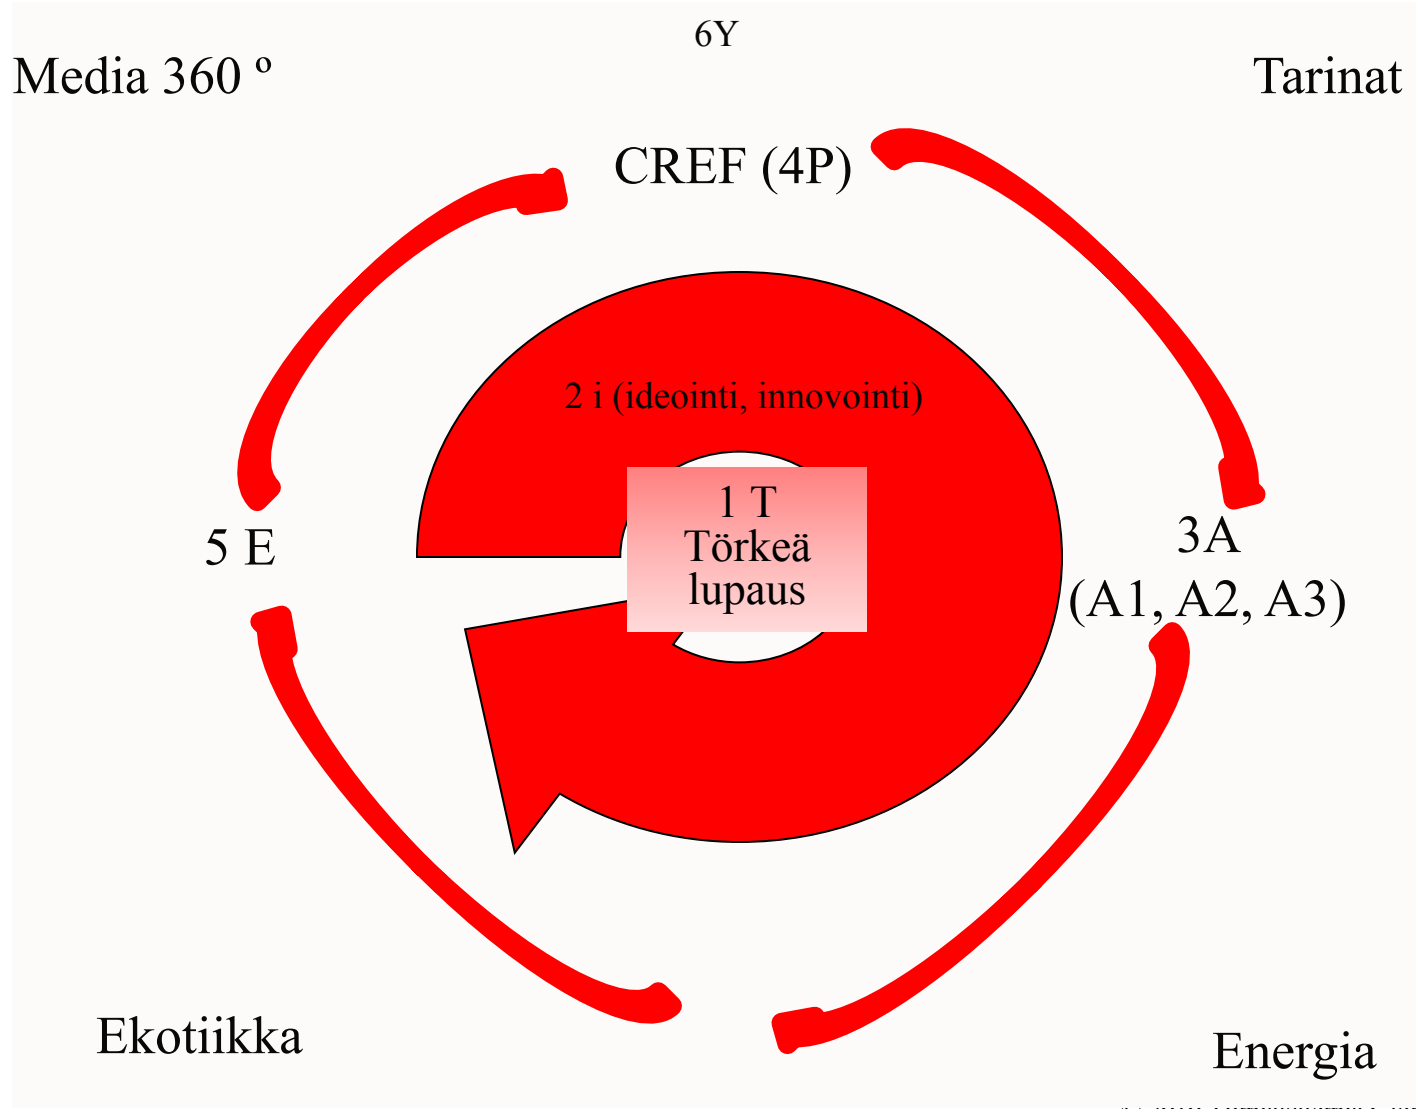 6Y
Media 360 º
Tarinat
CREF (4P)
2 i (ideointi, innovointi)
1 T
Törkeä
lupaus
5 E
3A
(A1, A2, A3)
Ekotiikka
Energia